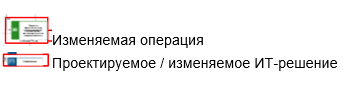 Изменяемая операция
Проектируемое / изменяемое ИТ-решение